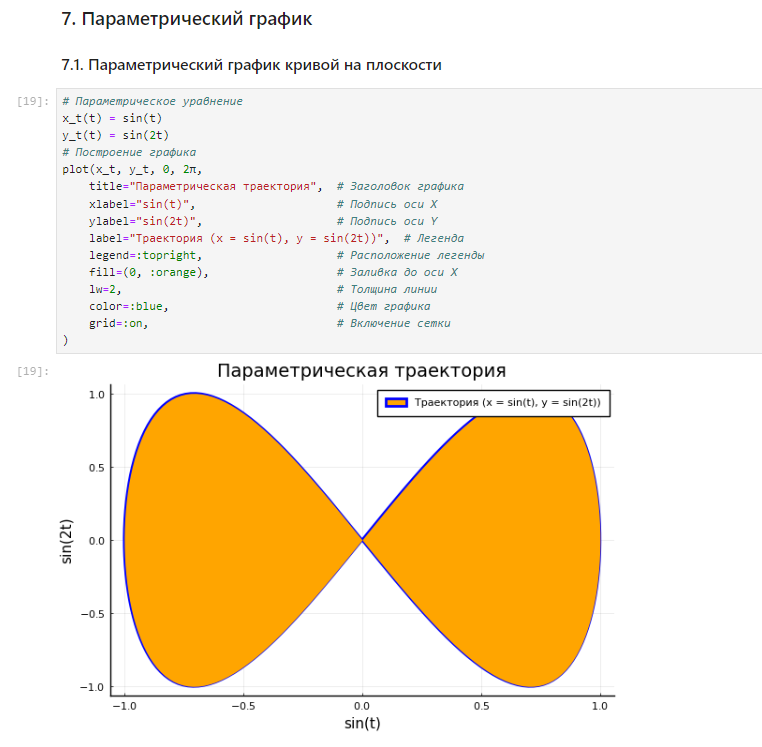 7. Параметрический график
7.1. Параметрический график кривой на плоскости
[19]:
# Параметрическое уравнение
x_t(t) = sin(t)
y_t(t) = sin(2t)
# Построение графика
plot(x_t, y_t, 0, 2π,
    title="Параметрическая траектория",  # Заголовок графика
    xlabel="sin(t)",                     # Подпись оси X
    ylabel="sin(2t)",                    # Подпись оси Y
    label="Траектория (x = sin(t), y = sin(2t))",  # Легенда
    legend=:topright,                    # Расположение легенды
    fill=(0, :orange),                   # Заливка до оси X
    lw=2,                                # Толщина линии
    color=:blue,                         # Цвет графика
    grid=:on,                            # Включение сетки
)
[19]:
Параметрическая траектория
Траектория (x = sin(t), y = sin(2t))
1.0
0.5
0.0
−0.5
−1.0
sin(2t)
−1.0 −0.5 0.0 0.5 1.0
sin(t)